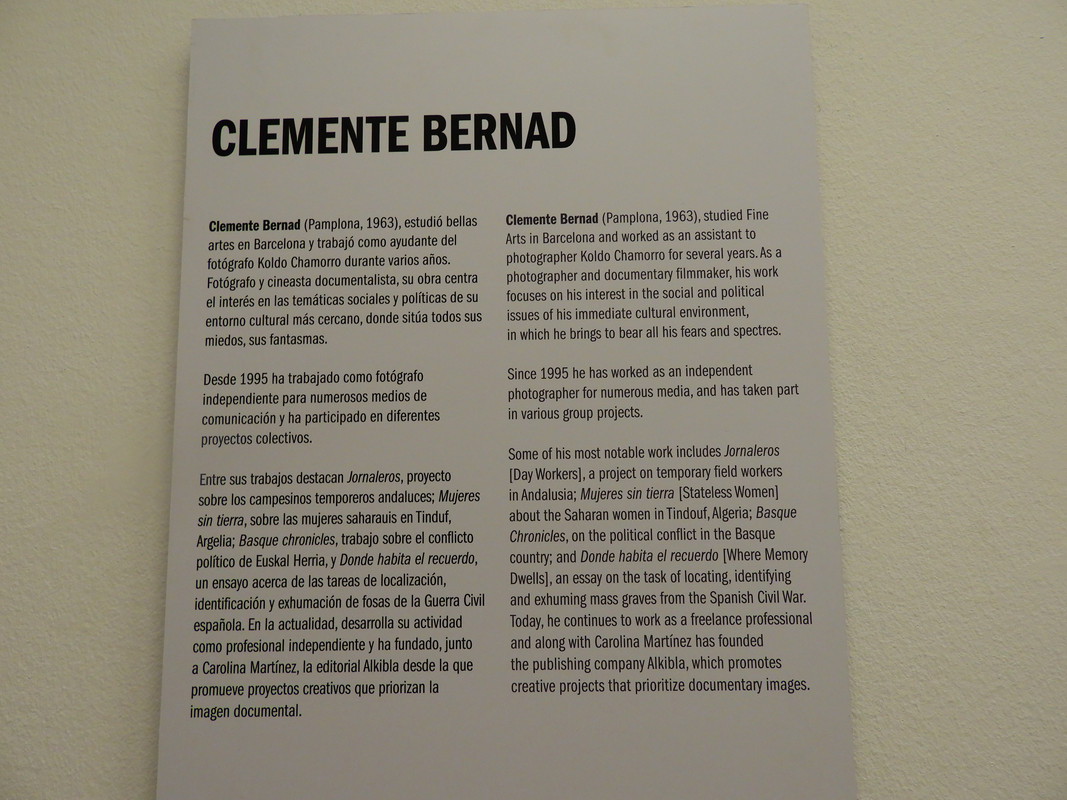 CLEMENTE BERNAD
Clemente Bernad (Pamplona, 1963), estudió bellas
artes en Barcelona y trabajó como ayudante del
fotógrafo Koldo Chamorro durante varios años.
Fotógrafo y cineasta documentalista, su obra centra
el interés en las temáticas sociales y políticas de su
entorno cultural más cercano, donde sitúa todos sus
miedos, sus fantasmas.
Desde 1995 ha trabajado como fotógrafo
independiente para numerosos medios de
comunicación y ha participado en diferentes
proyectos colectivos.
Entre sus trabajos destacan Jornaleros, proyecto
sobre los campesinos temporeros andaluces; Mujeres
sin tierra, sobre las mujeres saharauis en Tinduf,
Argelia; Basque chronicles, trabajo sobre el conflicto
político de Euskal Herria, y Donde habita el recuerdo,
un ensayo acerca de las tareas de localización,
identificación y exhumación de fosas de la Guerra Civil
española. En la actualidad, desarrolla su actividad
como profesional independiente y ha fundado, junto
a Carolina Martínez, la editorial Alkibla desde la que
promueve proyectos creativos que priorizan la
imagen documental.
Clemente Bernad (Pamplona, 1963), studied Fine
Arts in Barcelona and worked as an assistant to
photographer Koldo Chamorro for several years. As a
photographer and documentary filmmaker, his work
focuses on his interest in the social and political
issues of his immediate cultural environment,
in which he brings to bear all his fears and spectres.
Since 1995 he has worked as an independent
photographer for numerous media, and has taken part
in various group projects.
Some of his most notable work includes Jornaleros
[Day Workers], a project on temporary field workers
in Andalusia; Mujeres sin tierra [Stateless Women]
about the Saharan women in Tindouf, Algeria; Basque
Chronicles, on the political conflict in the Basque
country; and Donde habita el recuerdo [Where Memory
Dwells], an essay on the task of locating, identifying
and exhuming mass graves from the Spanish Civil War.
Today, he continues to work as a freelance professional
and along with Carolina Martínez has founded
the publishing company Alkibla, which promotes
creative projects that prioritize documentary images.